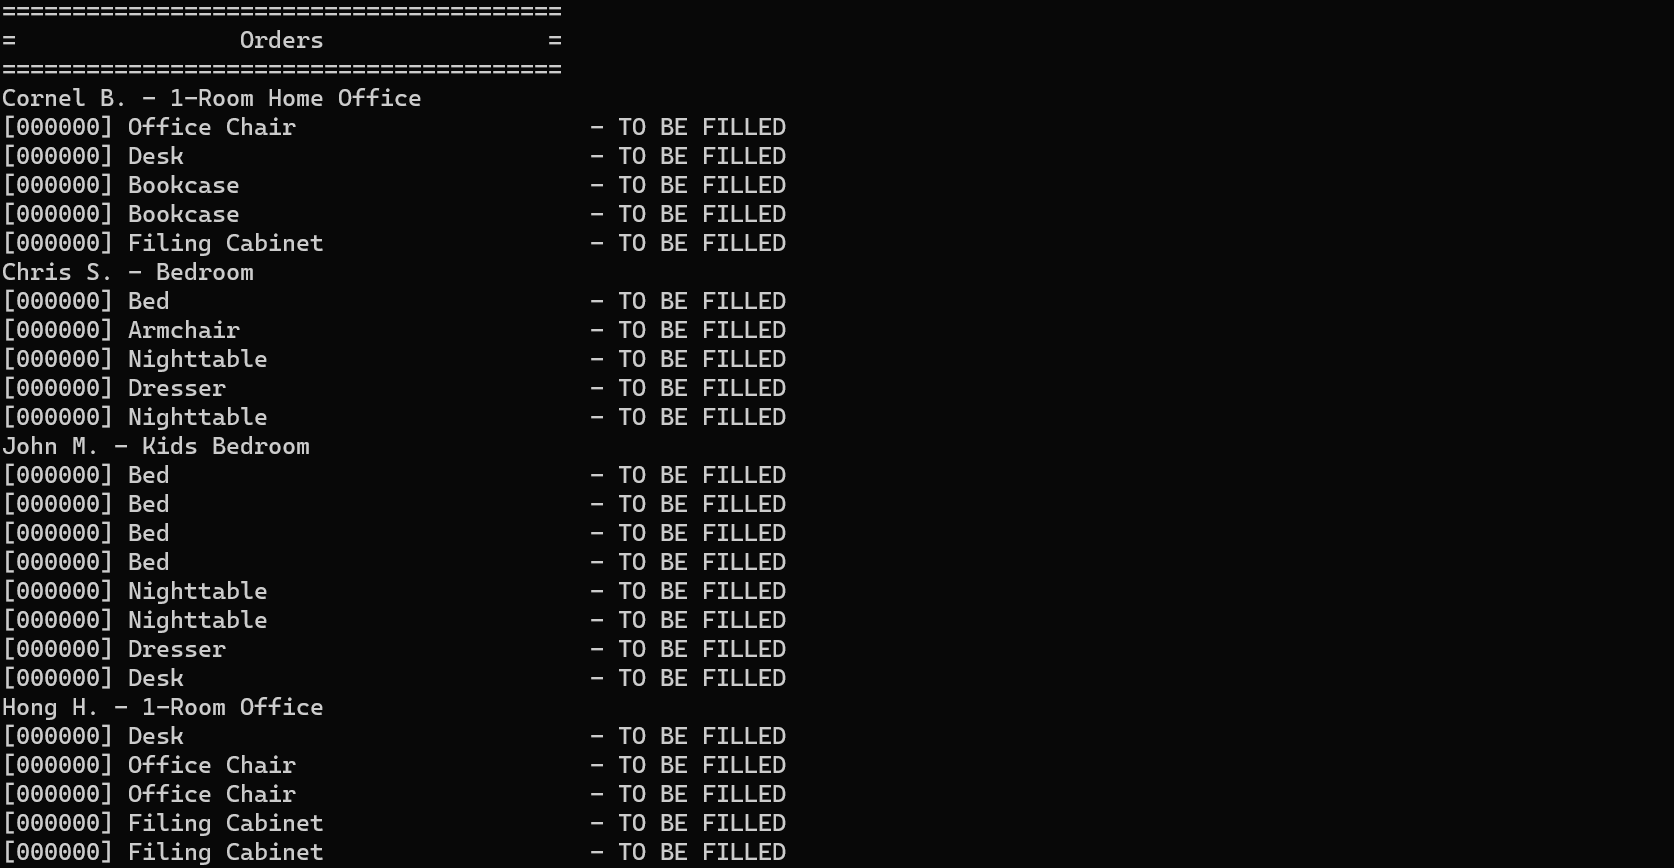 ========================================
=                Orders                =
========================================
Cornel B. - 1-Room Home Office
[000000] Office Chair                     - TO BE FILLED
[000000] Desk                             - TO BE FILLED
[000000] Bookcase                         - TO BE FILLED
[000000] Bookcase                         - TO BE FILLED
[000000] Filing Cabinet                   - TO BE FILLED
Chris S. - Bedroom
[000000] Bed                              - TO BE FILLED
[000000] Armchair                         - TO BE FILLED
[000000] Nighttable                       - TO BE FILLED
[000000] Dresser                          - TO BE FILLED
[000000] Nighttable                       - TO BE FILLED
John M. - Kids Bedroom
[000000] Bed                              - TO BE FILLED
[000000] Bed                              - TO BE FILLED
[000000] Bed                              - TO BE FILLED
[000000] Bed                              - TO BE FILLED
[000000] Nighttable                       - TO BE FILLED
[000000] Nighttable                       - TO BE FILLED
[000000] Dresser                          - TO BE FILLED
[000000] Desk                             - TO BE FILLED
Hong H. - 1-Room Office
[000000] Desk                             - TO BE FILLED
[000000] Office Chair                     - TO BE FILLED
[000000] Office Chair                     - TO BE FILLED
[000000] Filing Cabinet                   - TO BE FILLED
[000000] Filing Cabinet                   - TO BE FILLED